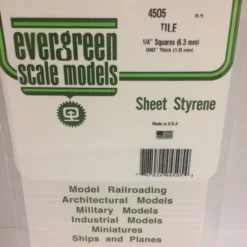 4505
TILE
1/4" Squares (6.3 mm)
.040" Thick (1.0 mm)
evergreen
scale models
Sheet Styrene
Made in U.S.A
Model Railroading
Architectural Models
Military Models
Industrial Models
Miniatures
Ships and Planes